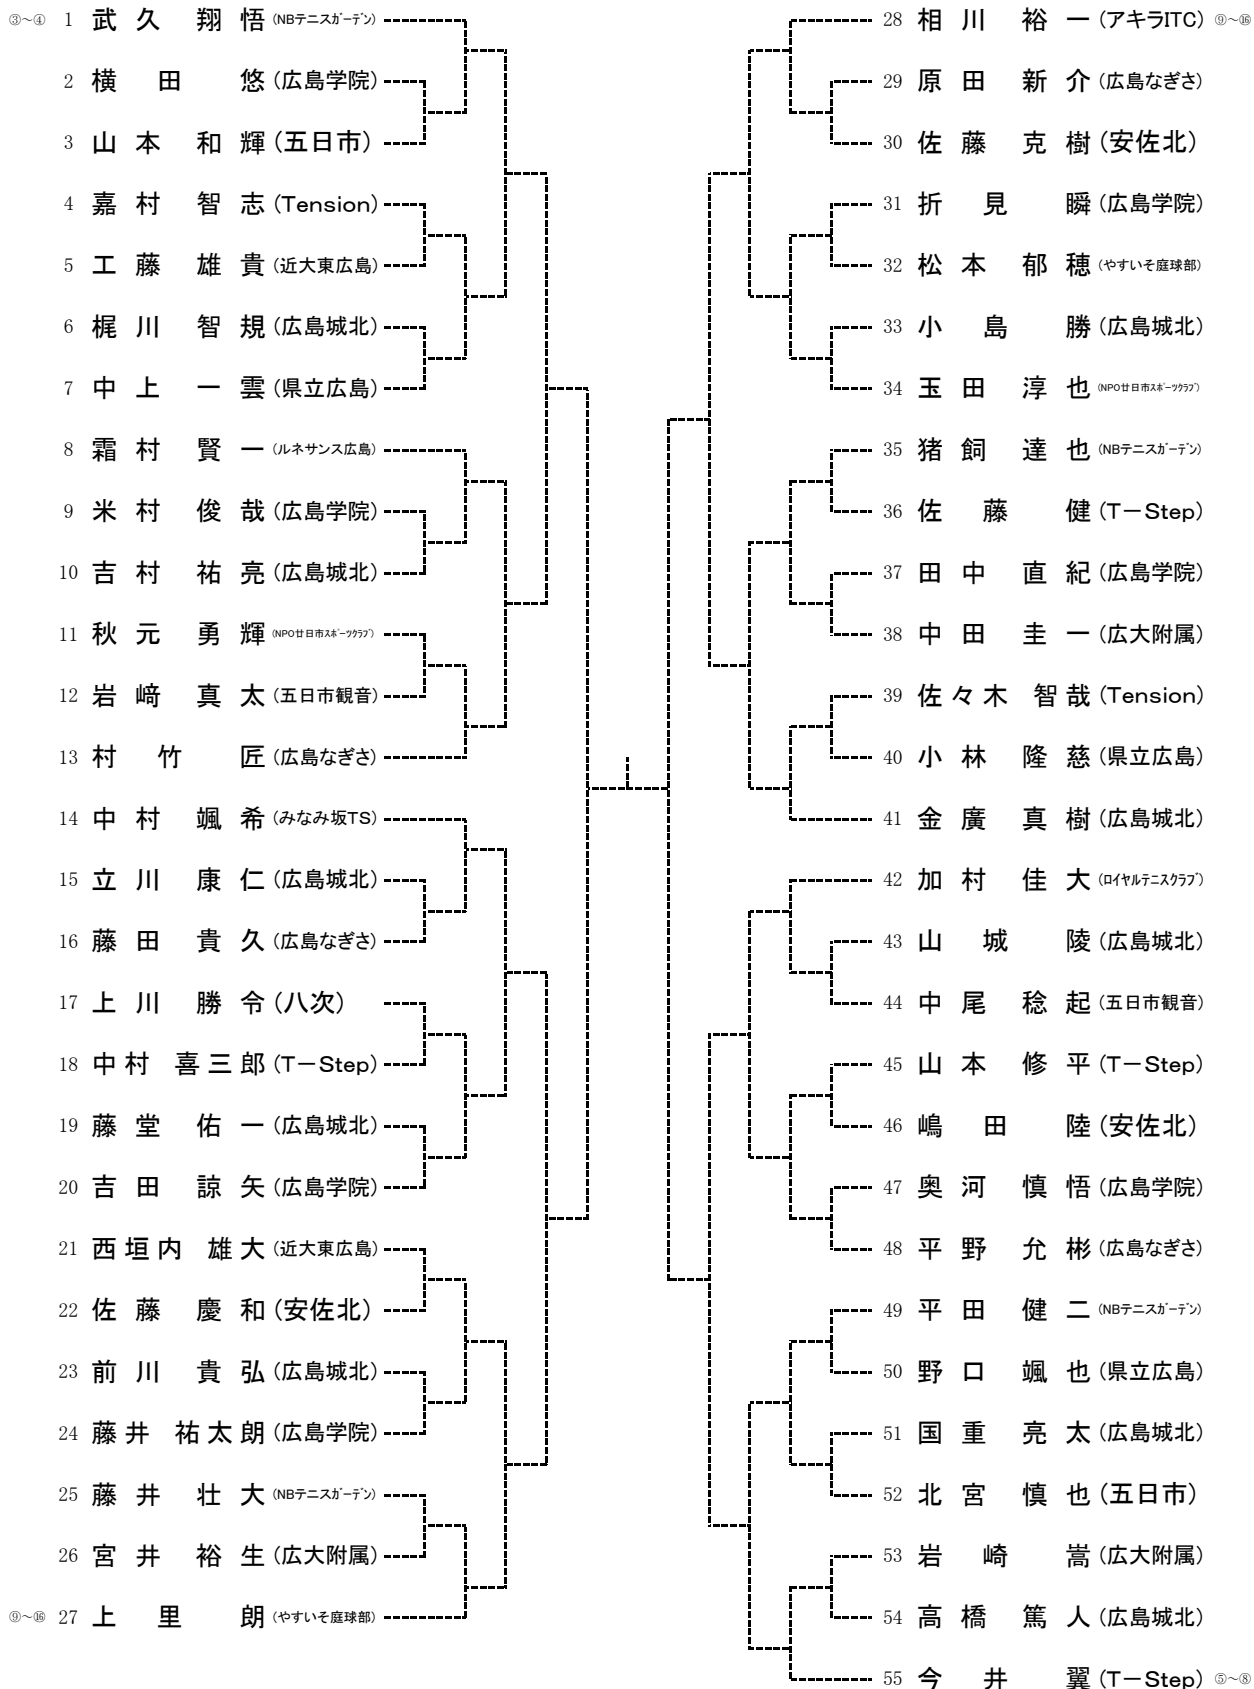 ③～④ 1 武久 翔悟 (NBテニスガーデン)
2 横田 悠 (広島学院)
3 山本 和輝 (五日市)
4 嘉村 智志 (Tension)
5 工藤 雄貴 (近大東広島)
6 梶川 智規 (広島城北)
7 中上 一雲 (県立広島)
8 霜村 賢一 (ルネサンス広島)
9 米村 俊哉 (広島学院)
10 吉村 祐亮 (広島城北)
11 秋元 勇輝 (NPO廿日市スポーツクラブ)
12 岩﨑 真太 (五日市観音)
13 村竹 匠 (広島なぎさ)
14 中村 颯希 (みなみ坂TS)
15 立川 康仁 (広島城北)
16 藤田 貴久 (広島なぎさ)
17 上川 勝令 (八次)
18 中村 喜三郎 (T－Step)
19 藤堂 佑一 (広島城北)
20 吉田 諒矢 (広島学院)
21 西垣内 雄大 (近大東広島)
22 佐藤 慶和 (安佐北)
23 前川 貴弘 (広島城北)
24 藤井 祐太朗 (広島学院)
25 藤井 壮大 (NBテニスガーデン)
26 宮井 裕生 (広大附属)
⑨～⑯ 27 上里 朗 (やすいそ庭球部)
28 相川 裕一 (アキラITC) ⑨～⑯
29 原田 新介 (広島なぎさ)
30 佐藤 克樹 (安佐北)
31 折見 瞬 (広島学院)
32 松本 郁穂 (やすいそ庭球部)
33 小島 勝 (広島城北)
34 玉田 淳也 (NPO廿日市スポーツクラブ)
35 猪飼 達也 (NBテニスガーデン)
36 佐藤 健 (T－Step)
37 田中 直紀 (広島学院)
38 中田 圭一 (広大附属)
39 佐々木 智哉 (Tension)
40 小林 隆慈 (県立広島)
41 金廣 真樹 (広島城北)
42 加村 佳大 (ロイヤルテニスクラブ)
43 山城 陵 (広島城北)
44 中尾 稔起 (五日市観音)
45 山本 修平 (T－Step)
46 嶋田 陸 (安佐北)
47 奥河 慎悟 (広島学院)
48 平野 允彬 (広島なぎさ)
49 平田 健二 (NBテニスガーデン)
50 野口 颯也 (県立広島)
51 国重 亮太 (広島城北)
52 北宮 慎也 (五日市)
53 岩崎 嵩 (広大附属)
54 高橋 篤人 (広島城北)
55 今井 翼 (T－Step) ⑤～⑧